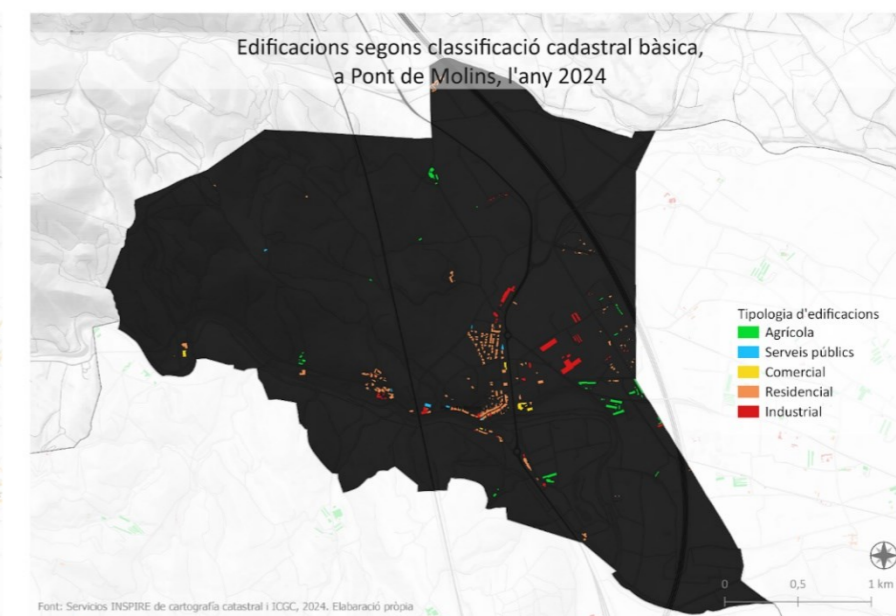 Edificacions segons classificació cadastral bàsica,
a Pont de Molins, l'any 2024
Tipologia d'edificacions
Agrícola
Serveis públics
Comercial
Residencial
Industrial
0 0,5 1 km
Font: Servicios INSPIRE de cartografía catastral i ICGC, 2024. Elabaració pròpia